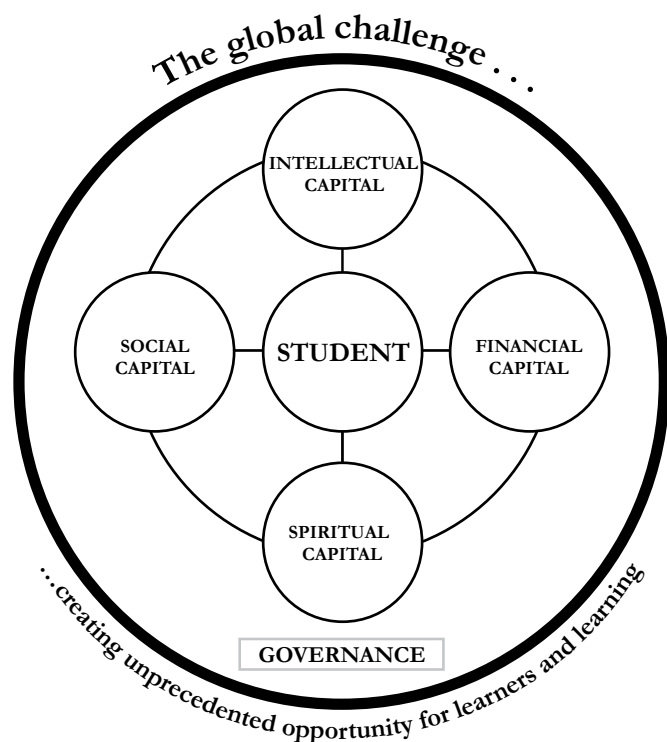 The global challenge . . .
INTELLECTUAL
CAPITAL
SOCIAL
CAPITAL
STUDENT
FINANCIAL
CAPITAL
SPIRITUAL
CAPITAL
GOVERNANCE
...creating unprecedented opportunity for learners and learning